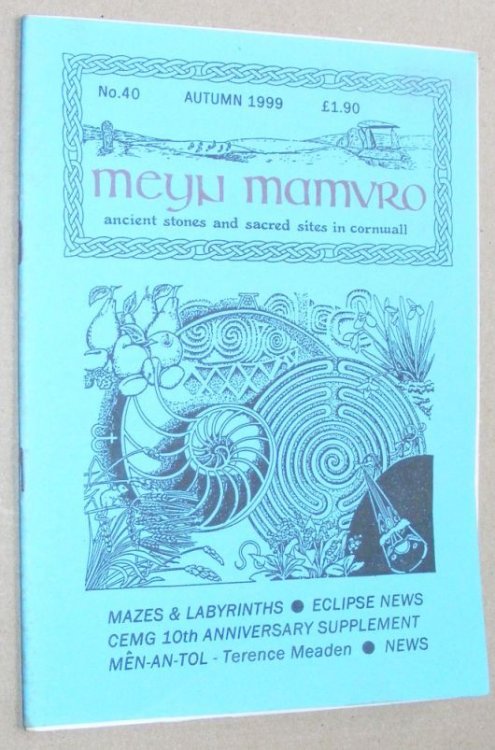 No.40 AUTUMN 1999 £1.90
meyn mamvro
ancient stones and sacred sites in cornwall
MAZES & LABYRINTHS ● ECLIPSE NEWS
CEMG 10th ANNIVERSARY SUPPLEMENT
MÊN-AN-TOL - Terence Meaden ● NEWS